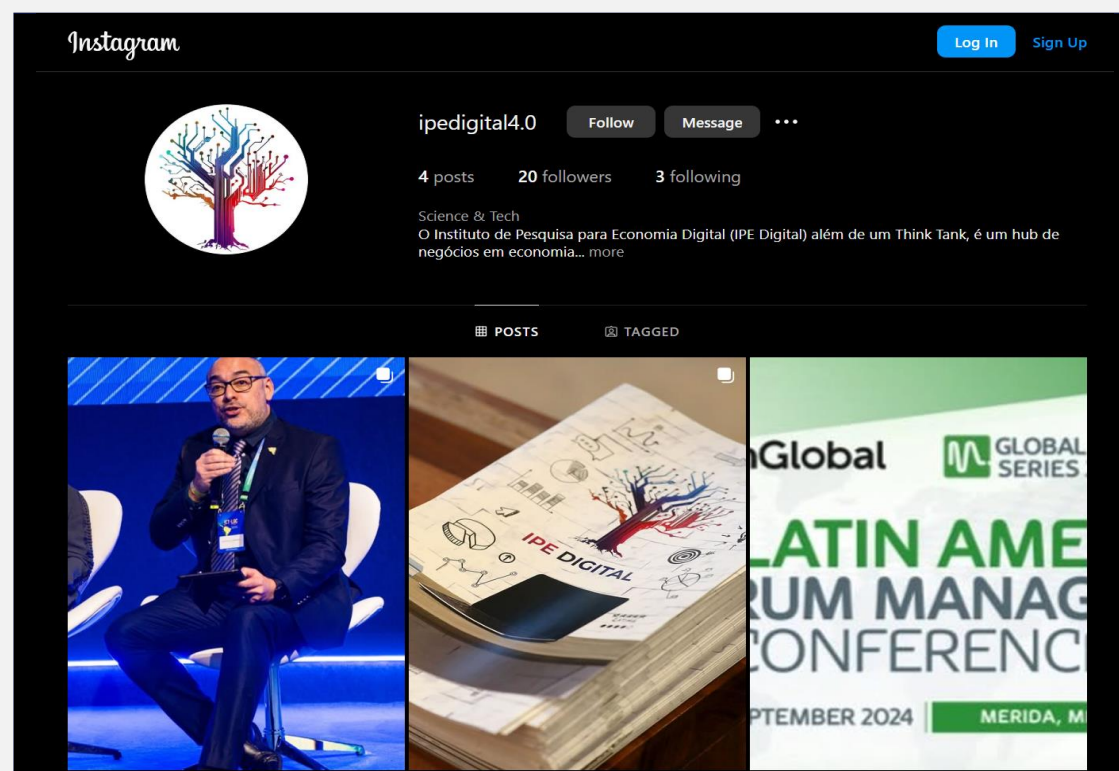 Instagram
Log In
Sign Up
ipedigital4.0
Follow
Message
4 posts
20 followers
3 following
Science & Tech
O Instituto de Pesquisa para Economia Digital (IPE Digital) além de um Think Tank, é um hub de
negócios em economia... more
POSTS
TAGGED
IPE DIGITAL
Global
GLOBAL
SERIES
LATIN AME
RUM MANAG
CONFERENC
PTEMBER 2024
MERIDA, M